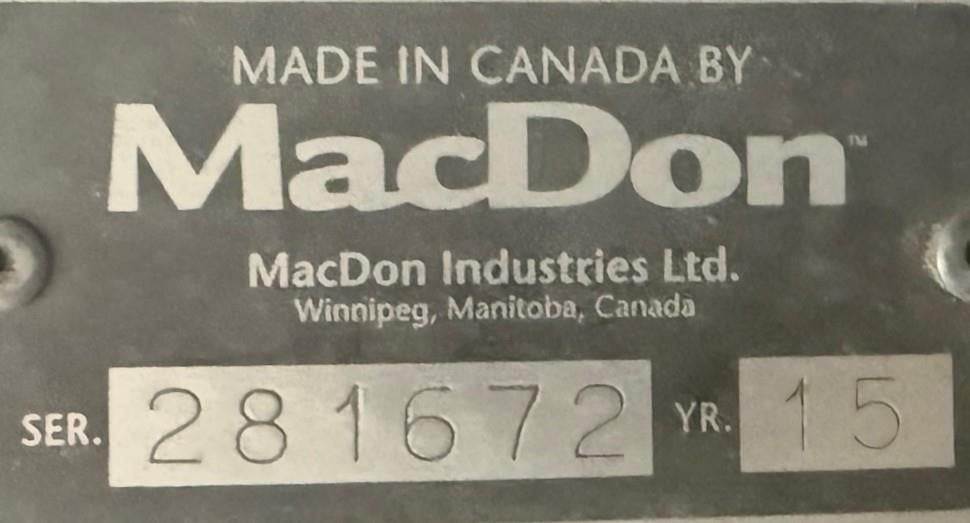 MADE IN CANADA BY
MacDon™
MacDon Industries Ltd.
Winnipeg, Manitoba, Canada
SER. 281672 YR. 15